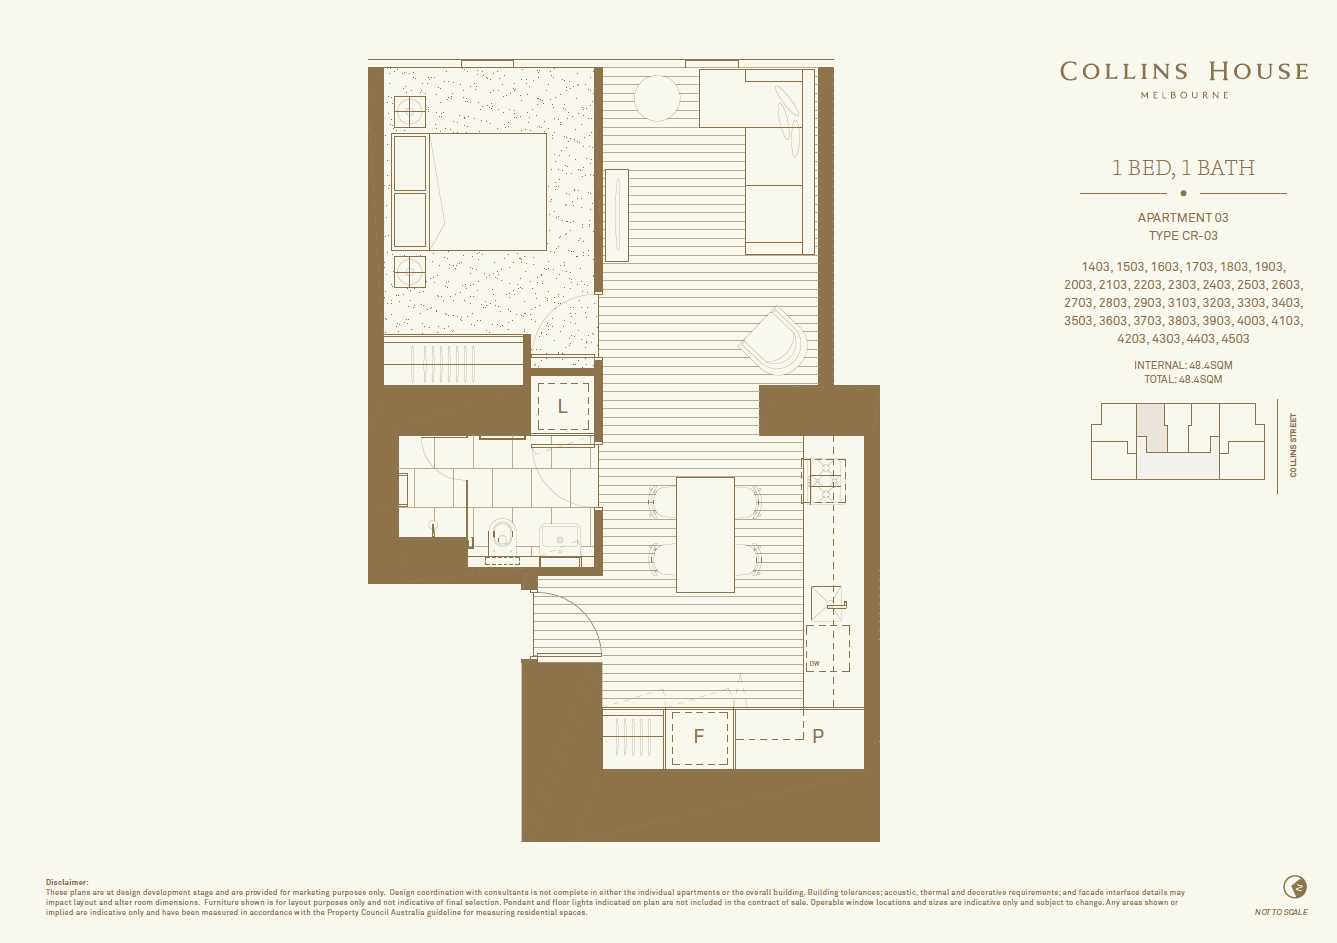 COLLINS HOUSE
MELBOURNE
1 BED, 1 BATH
APARTMENT 03
TYPE CR-03
1403, 1503, 1603, 1703, 1803, 1903,
2003, 2103, 2203, 2303, 2403, 2503, 2603,
2703, 2803, 2903, 3103, 3203, 3303, 3403,
3503, 3603, 3703, 3803, 3903, 4003, 4103,
4203, 4303, 4403, 4503
INTERNAL: 48.4SQM
TOTAL: 48.4SQM
COLLINS STREET
L
DW
F
P
Disclaimer:
These plans are at design development stage and are provided for marketing purposes only. Design coordination with consultants is not complete in either the individual apartments or the overall building. Building tolerances; acoustic, thermal and decorative requirements; and facade interface details may
impact layout and alter room dimensions. Furniture shown is for layout purposes only and not indicative of final selection. Pendant and floor lights indicated on plan are not included in the contract of sale. Operable window locations and sizes are indicative only and subject to change. Any areas shown or
implied are indicative only and have been measured in accordance with the Property Council Australia guideline for measuring residential spaces.
N
NOT TO SCALE